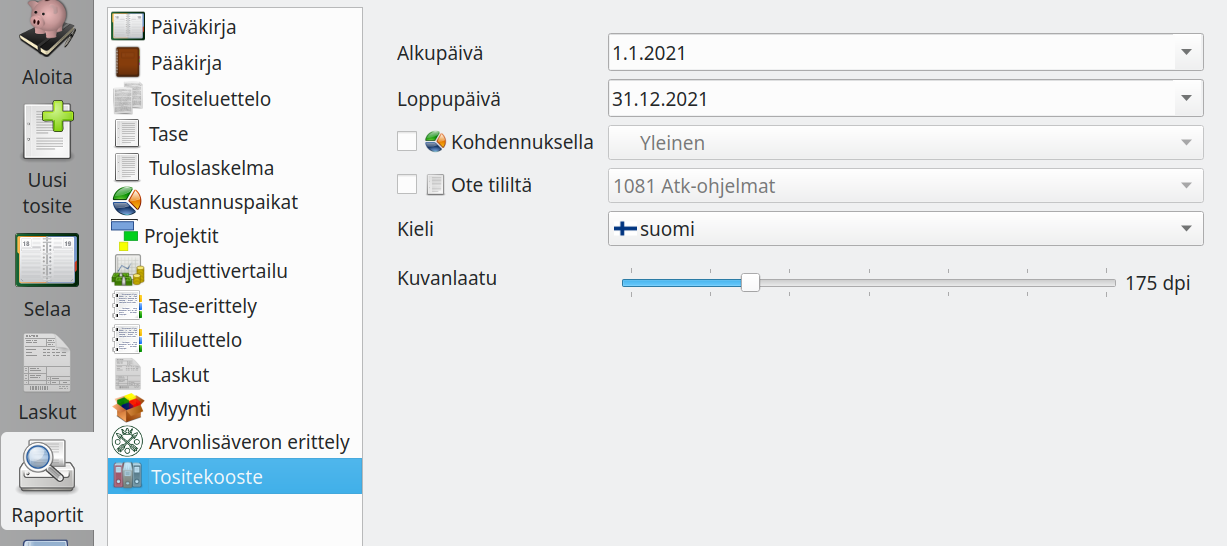 Aloita
Uusi
tosite
Selaa
Laskut
Raportit
Päiväkirja
Pääkirja
Tositeluettelo
Tase
Tuloslaskelma
Kustannuspaikat
Projektit
Budjettivertailu
Tase-erittely
Tililuettelo
Laskut
Myynti
Arvonlisäveron erittely
Tositekooste
Alkupäivä 1.1.2021
Loppupäivä 31.12.2021
Kohdennuksella Yleinen
Ote tililtä 1081 Atk-ohjelmat
Kieli suomi
Kuvanlaatu 175 dpi